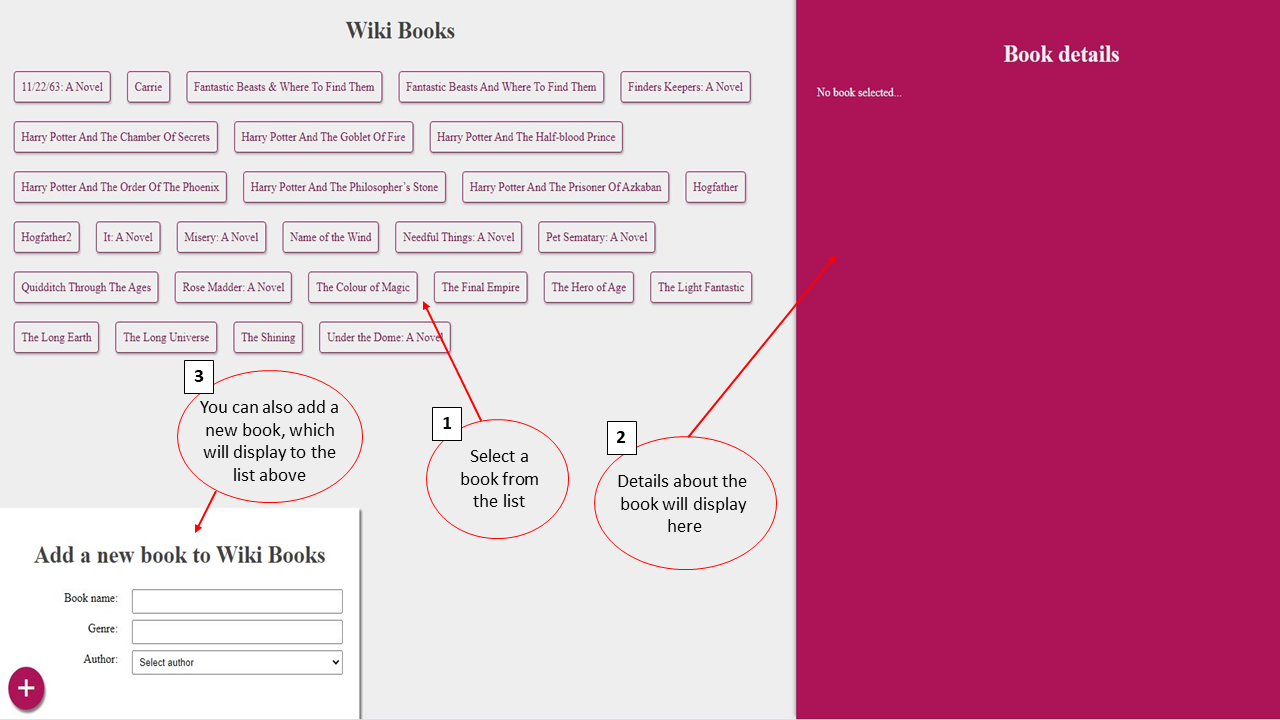 Wiki Books
11/22/63: A Novel Carrie Fantastic Beasts & Where To Find Them Fantastic Beasts And Where To Find Them Finders Keepers: A Novel
Harry Potter And The Chamber Of Secrets Harry Potter And The Goblet Of Fire Harry Potter And The Half-blood Prince
Harry Potter And The Order Of The Phoenix Harry Potter And The Philosopher's Stone Harry Potter And The Prisoner Of Azkaban Hogfather
Hogfather2 It: A Novel Misery: A Novel Name of the Wind Needful Things: A Novel Pet Sematary: A Novel
Quidditch Through The Ages Rose Madder: A Novel The Colour of Magic The Final Empire The Hero of Age The Light Fantastic
The Long Earth The Long Universe The Shining Under the Dome: A Novel
3
You can also add a
new book, which
will display to the
list above
1
Select a
book from
the list
2
Details about the
book will display
here
Add a new book to Wiki Books
Book name:
Genre:
Author: Select author
+
Book details
No book selected...